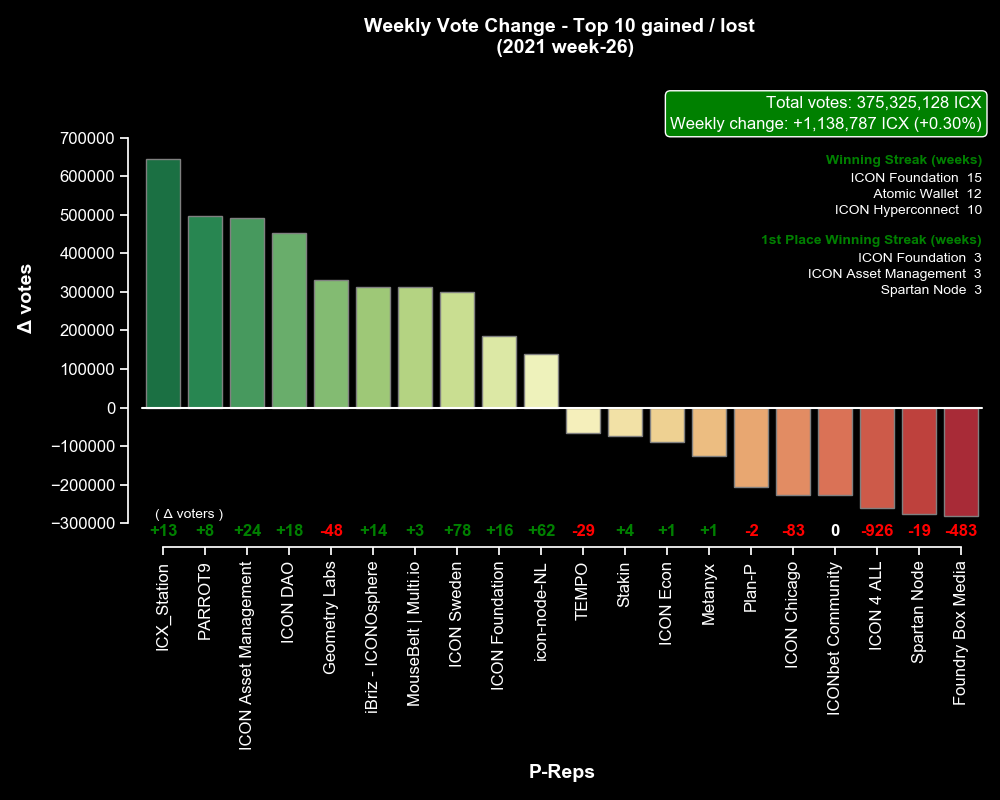 Weekly Vote Change - Top 10 gained / lost
(2021 week-26)
Total votes: 375,325,128 ICX
Weekly change: +1,138,787 ICX (+0.30%)
Winning Streak (weeks)
ICON Foundation 15
Atomic Wallet 12
ICON Hyperconnect 10
1st Place Winning Streak (weeks)
ICON Foundation 3
ICON Asset Management 3
Spartan Node 3
Δ votes
700000
600000
500000
400000
300000
200000
100000
0
−100000
−200000
−300000
( Δ voters )
+13 +8 +24 +18 -48 +14 +3 +78 +16 +62 -29 +4 +1 +1 -2 -83 0 -926 -19 -483
ICX_Station
PARROT9
ICON Asset Management
ICON DAO
Geometry Labs
iBriz - ICONOsphere
MouseBelt | Multi.io
ICON Sweden
ICON Foundation
icon-node-NL
TEMPO
Stakin
ICON Econ
Metanyx
Plan-P
ICON Chicago
ICONbet Community
ICON 4 ALL
Spartan Node
Foundry Box Media
P-Reps